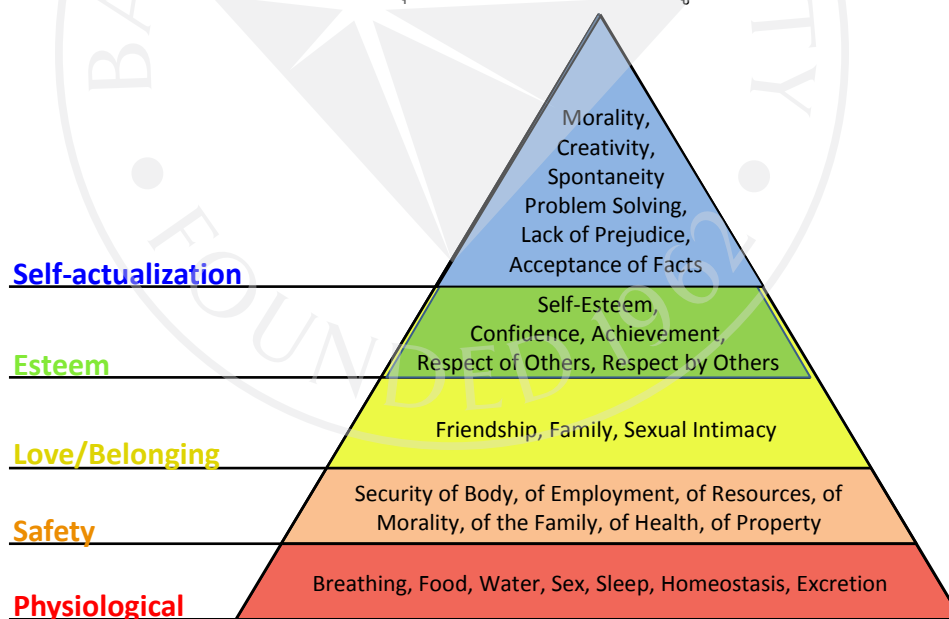 Morality,
Creativity,
Spontaneity
Problem Solving,
Lack of Prejudice,
Acceptance of Facts
Self-actualization
Self-Esteem,
Confidence, Achievement,
Respect of Others, Respect by Others
Esteem
Friendship, Family, Sexual Intimacy
Love/Belonging
Security of Body, of Employment, of Resources, of
Morality, of the Family, of Health, of Property
Safety
Breathing, Food, Water, Sex, Sleep, Homeostasis, Excretion
Physiological
FOUNDED 1962